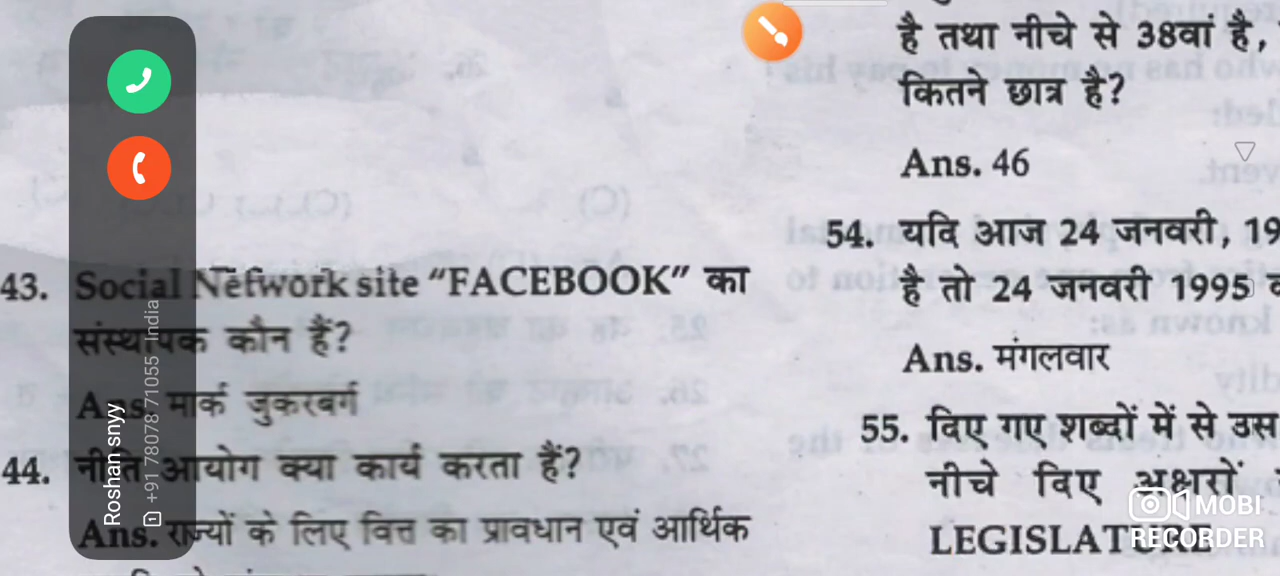 43. Social Network site “FACEBOOK” का
संस्थापक कौन हैं?
Ans. मार्क जुकरबर्ग
44. नीति आयोग क्या कार्य करता हैं?
Ans. राज्यों के लिए वित्त का प्रावधान एवं आर्थिक
है तथा नीचे से 38वां है,
कितने छात्र है?
Ans. 46
54. यदि आज 24 जनवरी, 19
है तो 24 जनवरी 1995
Ans. मंगलवार
55. दिए गए शब्दों में से उस
नीचे दिए अक्षरों
LEGISLATURE
Roshan snyy
1 +91 78078 71055 India
MOBI
RECORDER